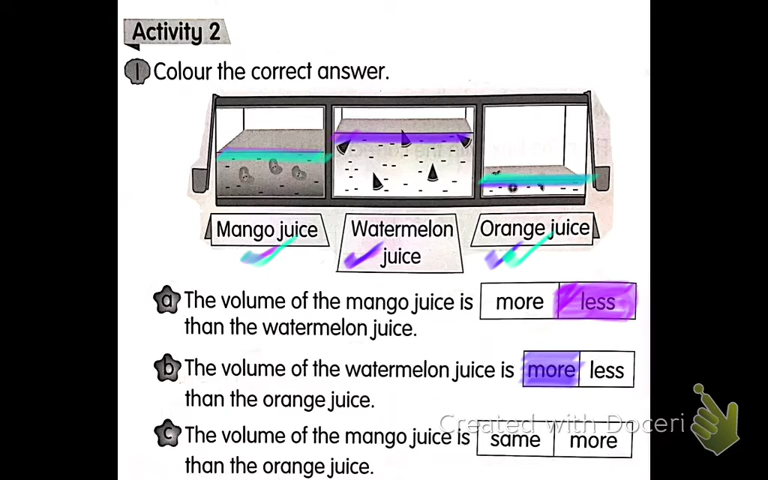 Activity 2
1 Colour the correct answer.
Mango juice
Watermelon juice
Orange juice
a The volume of the mango juice is more less
than the watermelon juice.
b The volume of the watermelon juice is more less
than the orange juice.
Created with Doceri
c The volume of the mango juice is same more
than the orange juice.